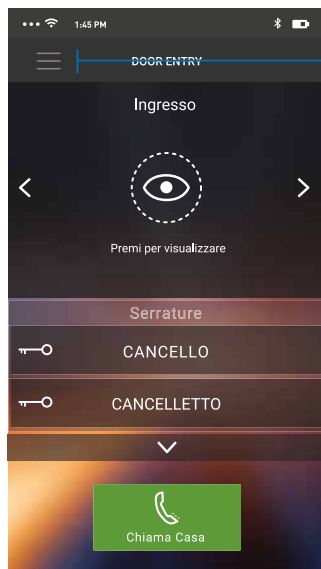 1:45 PM
DOOR ENTRY
Ingresso
Premi per visualizzare
Serrature
CANCELLO
CANCELLETTO
Chiama Casa